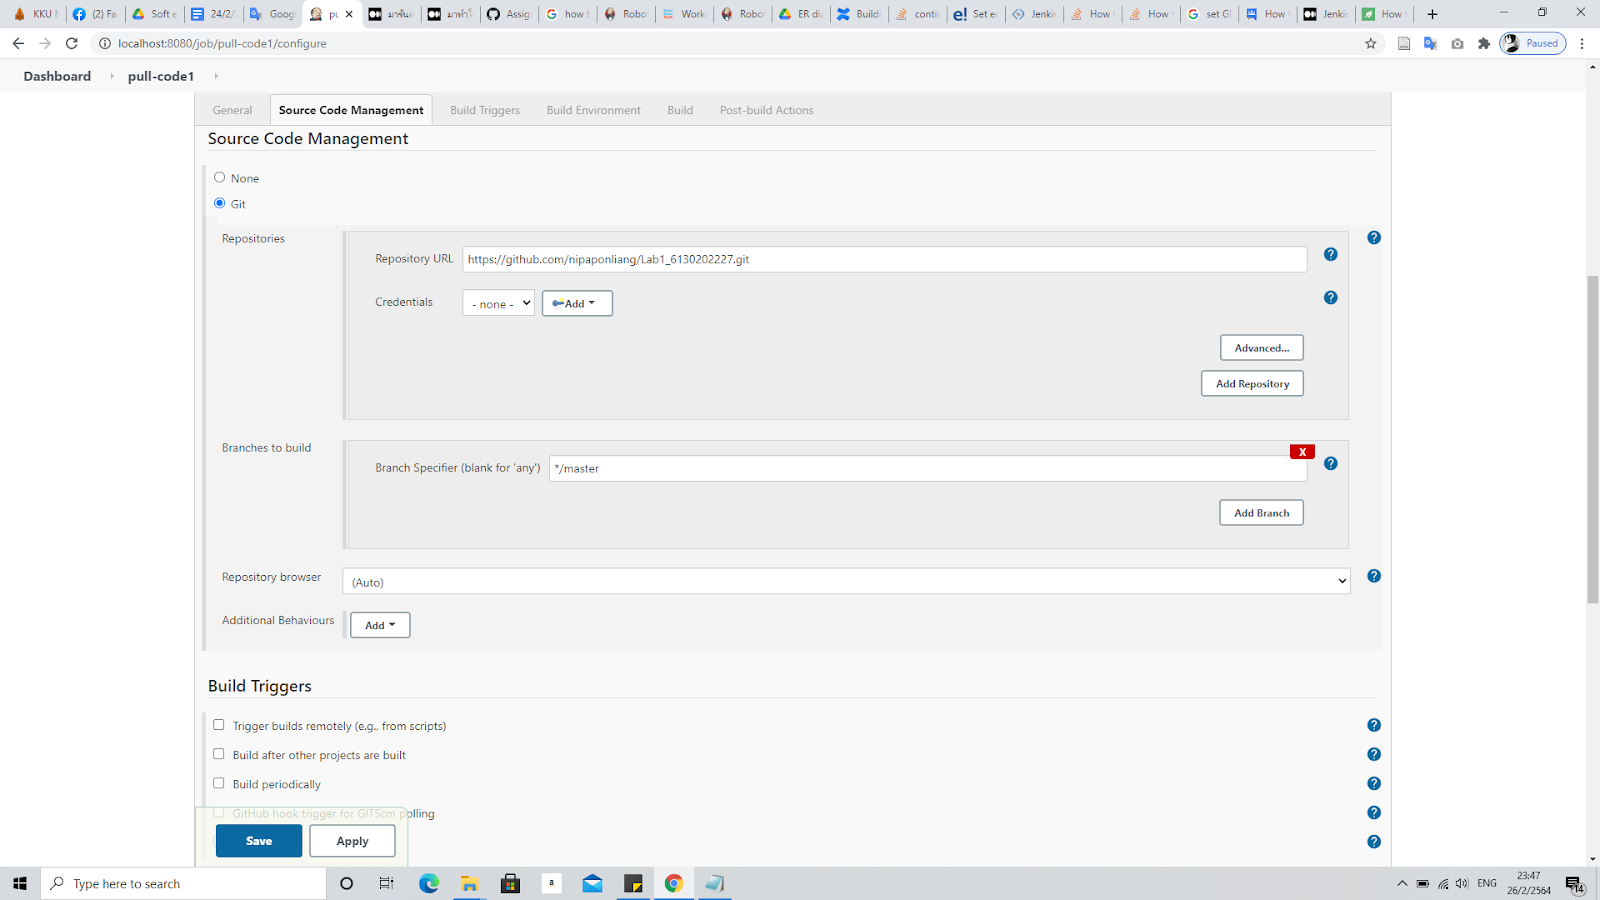 KKU
(2) Fa
Soft e
24/2/
Goog
pu
มารัน
มาทำ
Assig
how t
Robo
Work
Robo
ER di
Buildi
conti
Set e
Jenki
How
How
set Gi
How
Jenki
How
localhost:8080/job/pull-code1/configure
Paused
Dashboard
pull-code1
General
Source Code Management
Build Triggers
Build Environment
Build
Post-build Actions
Source Code Management
None
Git
Repositories
Repository URL
https://github.com/nipaponliang/Lab1_6130202227.git
Credentials
- none -
Add
Advanced...
Add Repository
Branches to build
X
Branch Specifier (blank for 'any')
*/master
Add Branch
Repository browser
(Auto)
Additional Behaviours
Add
Build Triggers
Trigger builds remotely (e.g., from scripts)
Build after other projects are built
Build periodically
GitHub hook trigger for GITScm polling
Save
Apply
Type here to search
a
ENG
23:47
26/2/2564
14